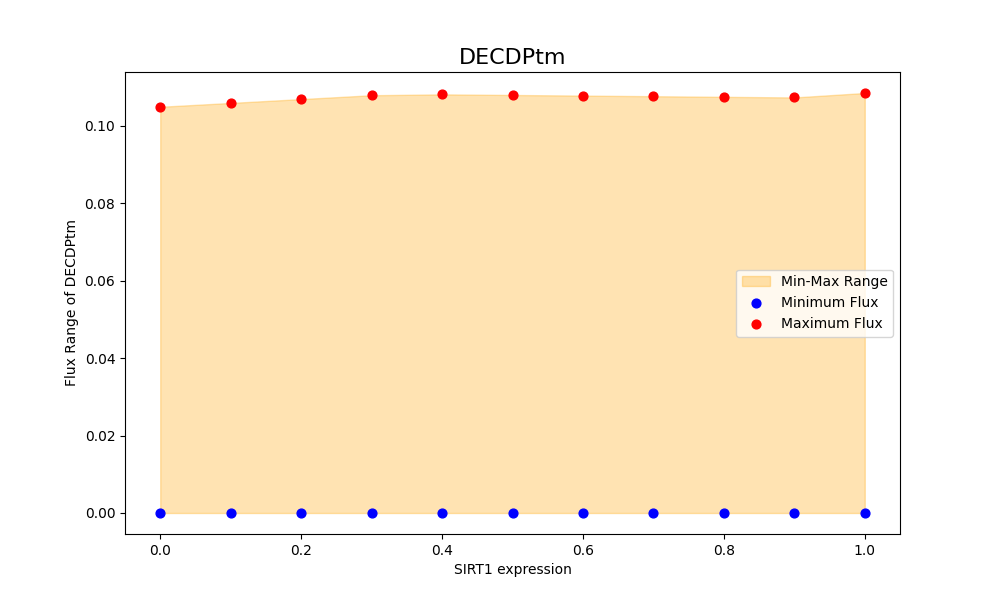 DECDPtm
Flux Range of DECDPtm
0.10
0.08
0.06
0.04
0.02
0.00
Min-Max Range
Minimum Flux
Maximum Flux
0.0 0.2 0.4 0.6 0.8 1.0
SIRT1 expression